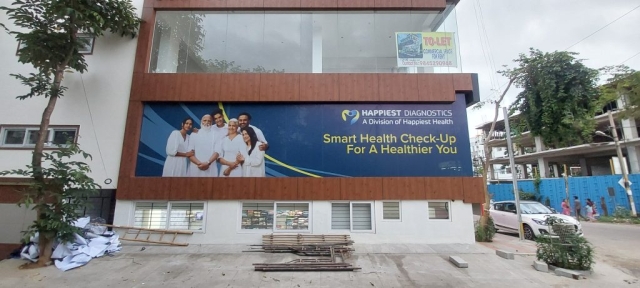 TO-LET
HAPPIEST DIAGNOSTICS
A Division of Happiest Health
Smart Health Check-Up
For A Healthier You